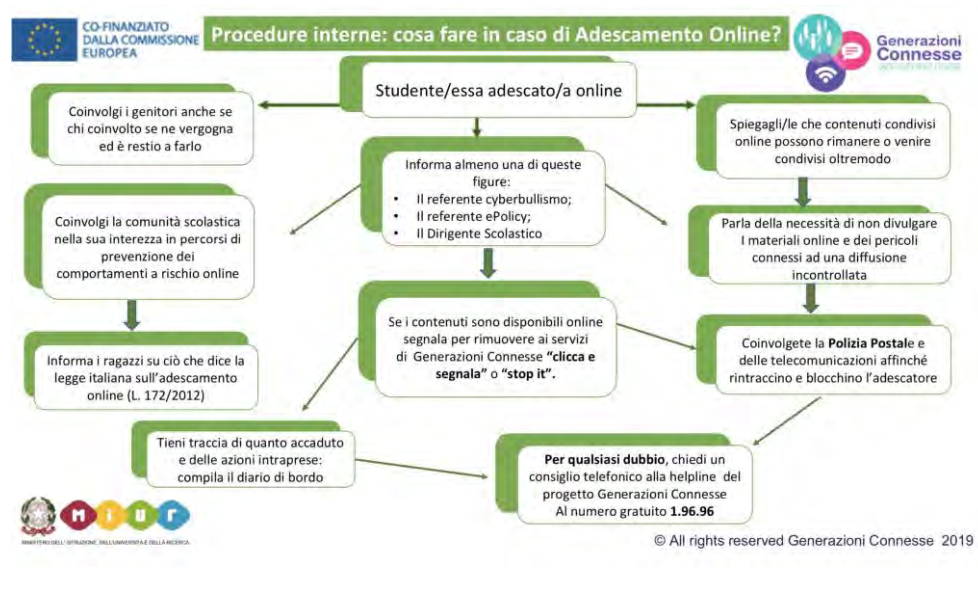 CO-FINANZIATO
DALLA COMMISSIONE
EUROPEA
Procedure interne: cosa fare in caso di Adescamento Online?
Generazioni
Connesse
Studente/essa adescato/a online
Coinvolgi i genitori anche se
chi coinvolto se ne vergogna
ed è restio a farlo
Spiegagli/le che contenuti condivisi
online possono rimanere o venire
condivisi oltremodo
Informa almeno una di queste
figure:
• Il referente cyberbullismo;
• Il referente ePolicy;
• Il Dirigente Scolastico
Coinvolgi la comunità scolastica
nella sua interezza in percorsi di
prevenzione dei
comportamenti a rischio online
Parla della necessità di non divulgare
I materiali online e dei pericoli
connessi ad una diffusione
incontrollata
Se i contenuti sono disponibili online
segnala per rimuovere ai servizi
di Generazioni Connesse “clicca e
segnala” o “stop it”.
Informa i ragazzi su ciò che dice la
legge italiana sull’adescamento
online (L. 172/2012)
Coinvolgete la Polizia Postale e
delle telecomunicazioni affinché
rintraccino e blocchino l’adescatore
Tieni traccia di quanto accaduto
e delle azioni intraprese:
compila il diario di bordo
Per qualsiasi dubbio, chiedi un
consiglio telefonico alla helpline del
progetto Generazioni Connesse
Al numero gratuito 1.96.96
M i U r
MINISTERO DELL'ISTRUZIONE, DELL'UNIVERSITÀ E DELLA RICERCA
© All rights reserved Generazioni Connesse 2019